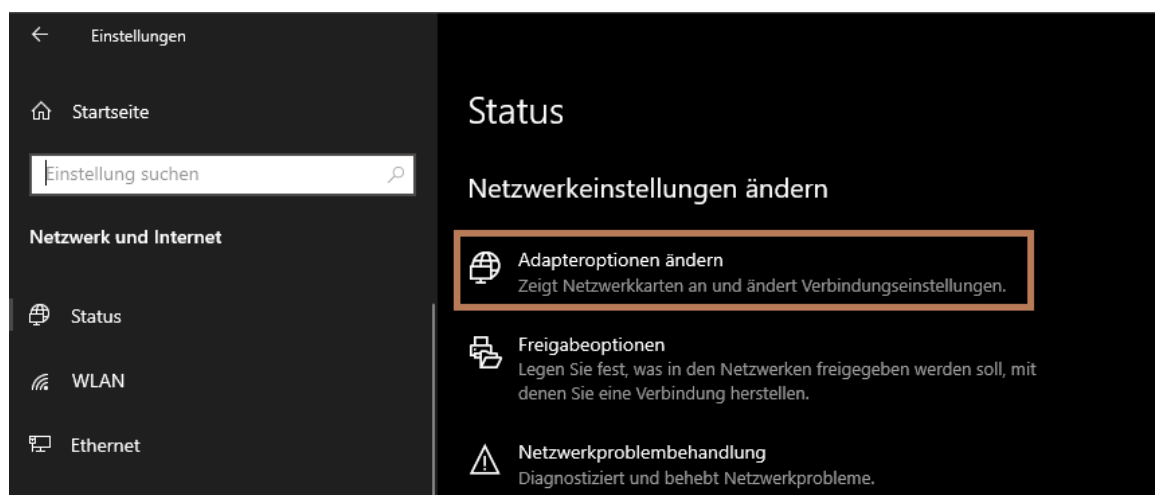 Einstellungen
Startseite
Einstellung suchen
Netzwerk und Internet
Status
WLAN
Ethernet
Status
Netzwerkeinstellungen ändern
Adapteroptionen ändern
Zeigt Netzwerkkarten an und ändert Verbindungseinstellungen.
Freigabeoptionen
Legen Sie fest, was in den Netzwerken freigegeben werden soll, mit
denen Sie eine Verbindung herstellen.
Netzwerkproblembehandlung
Diagnostiziert und behebt Netzwerkprobleme.